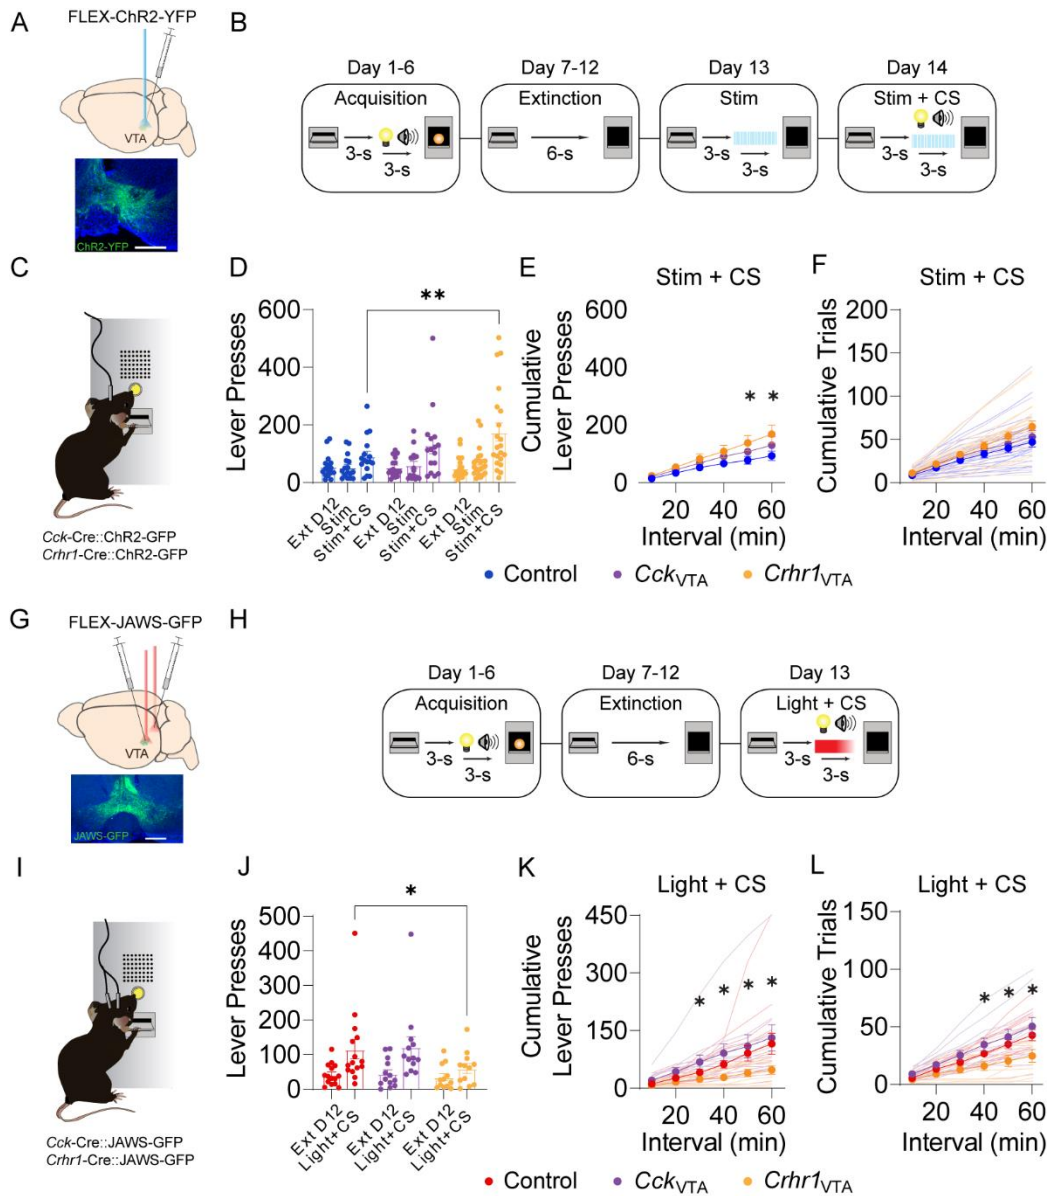 A
FLEX-ChR2-YFP
VTA
ChR2-YFP
B
Day 1-6
Day 7-12
Day 13
Day 14
Acquisition
Extinction
Stim
Stim + CS
3-s
3-s
6-s
3-s
3-s
3-s
3-s
C
Cck-Cre::ChR2-GFP
Crhr1-Cre::ChR2-GFP
D
**
Lever Presses
600
400
200
0
Ext D12
Stim
Stim+CS
Ext D12
Stim
Stim+CS
Ext D12
Stim
Stim+CS
E
Stim + CS
Cumulative
Lever Presses
600
400
200
0
* *
20 40 60
Interval (min)
F
Stim + CS
Cumulative Trials
200
150
100
50
0
20 40 60
Interval (min)
Control
CckVTA
Crhr1VTA
G
FLEX-JAWS-GFP
VTA
JAWS-GFP
H
Day 1-6
Day 7-12
Day 13
Acquisition
Extinction
Light + CS
3-s
3-s
6-s
3-s
3-s
I
Cck-Cre::JAWS-GFP
Crhr1-Cre::JAWS-GFP
J
*
Lever Presses
500
400
300
200
100
0
Ext D12
Light+CS
Ext D12
Light+CS
Ext D12
Light+CS
K
Light + CS
Cumulative
Lever Presses
450
300
150
0
* * * *
20 40 60
Interval (min)
L
Light + CS
Cumulative Trials
150
100
50
0
* * *
20 40 60
Interval (min)
Control
CckVTA
Crhr1VTA